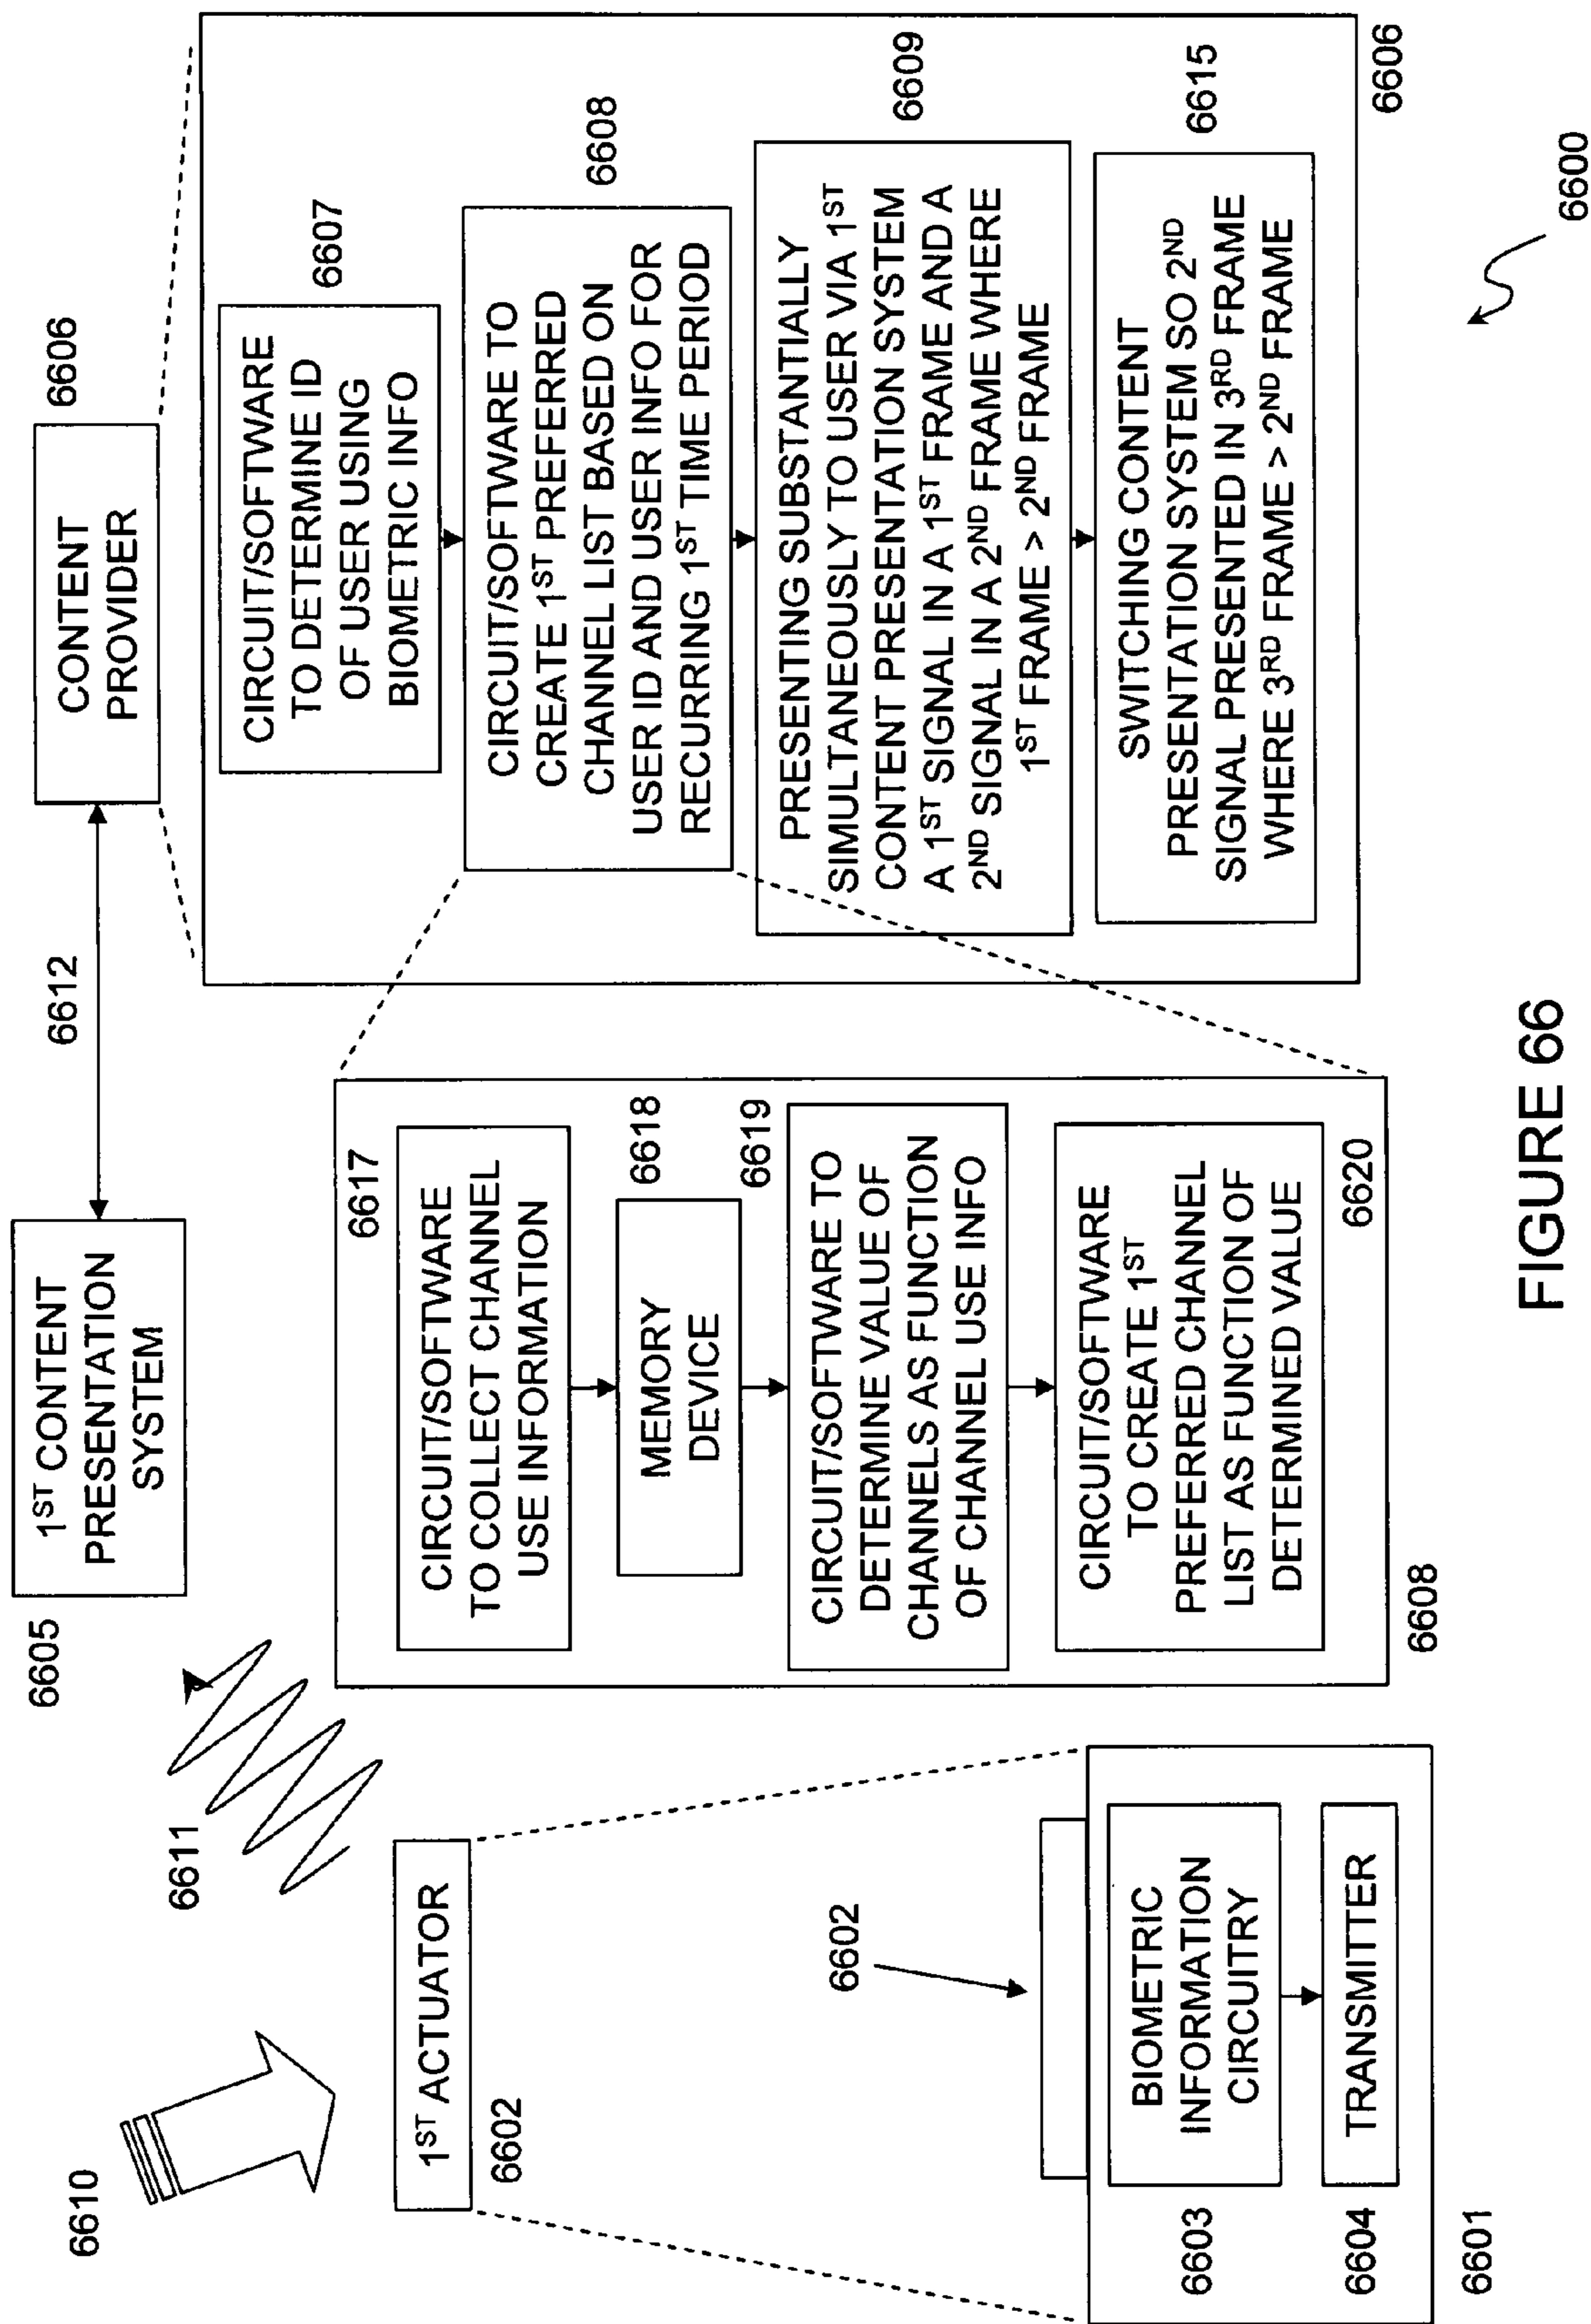 6610
6611
6605
1ST CONTENT
PRESENTATION
SYSTEM
6612
6606
CONTENT
PROVIDER
1ST ACTUATOR
6602
6602
6603
BIOMETRIC
INFORMATION
CIRCUITRY
6604
TRANSMITTER
6601
6617
CIRCUIT/SOFTWARE
TO COLLECT CHANNEL
USE INFORMATION
6618
MEMORY
DEVICE
6619
CIRCUIT/SOFTWARE TO
DETERMINE VALUE OF
CHANNELS AS FUNCTION
OF CHANNEL USE INFO
CIRCUIT/SOFTWARE
TO CREATE 1ST
PREFERRED CHANNEL
LIST AS FUNCTION OF
DETERMINED VALUE
6620
6608
CIRCUIT/SOFTWARE
TO DETERMINE ID
OF USER USING
BIOMETRIC INFO
6607
CIRCUIT/SOFTWARE TO
CREATE 1ST PREFERRED
CHANNEL LIST BASED ON
USER ID AND USER INFO FOR
RECURRING 1ST TIME PERIOD
6608
PRESENTING SUBSTANTIALLY
SIMULTANEOUSLY TO USER VIA 1ST
CONTENT PRESENTATION SYSTEM
A 1ST SIGNAL IN A 1ST FRAME AND A
2ND SIGNAL IN A 2ND FRAME WHERE
1ST FRAME > 2ND FRAME
6609
SWITCHING CONTENT
PRESENTATION SYSTEM SO 2ND
SIGNAL PRESENTED IN 3RD FRAME
WHERE 3RD FRAME > 2ND FRAME
6615
6606
6600
FIGURE 66